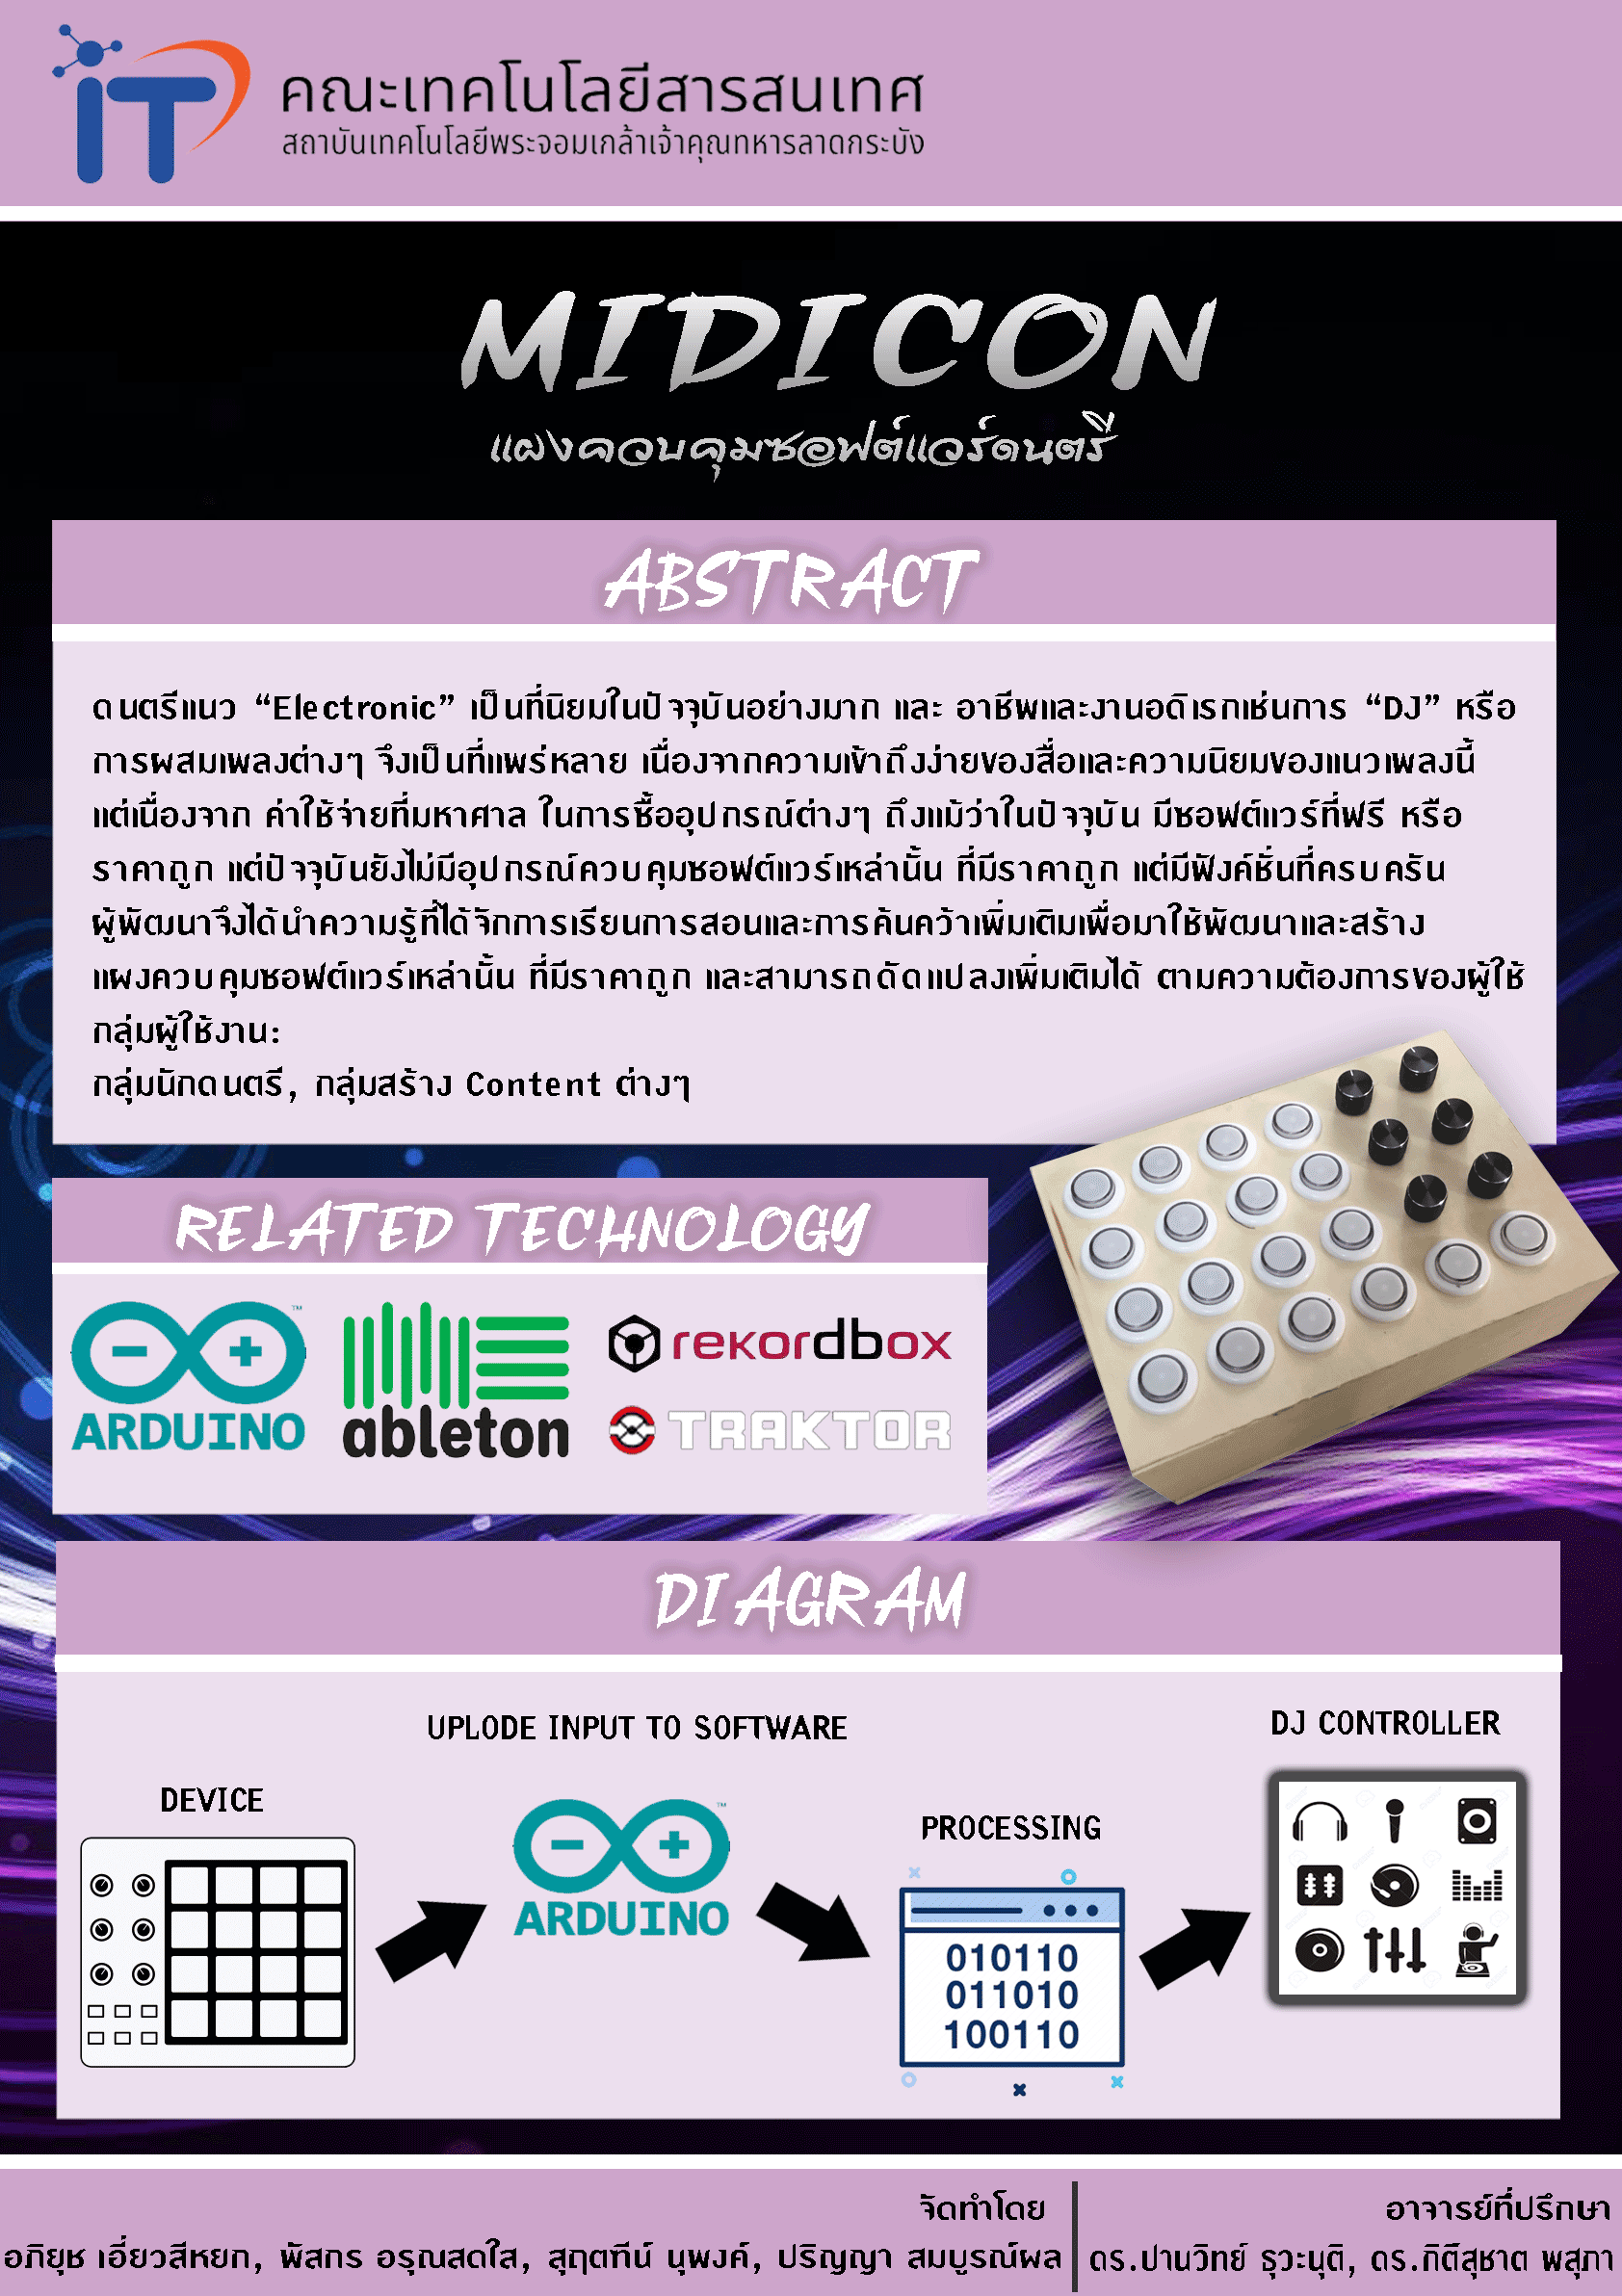 iT
คณะเทคโนโลยีสารสนเทศ
สถาบันเทคโนโลยีพระจอมเกล้าเจ้าคุณทหารลาดกระบัง
MIDICON
แผงควบคุมซอฟต์แวร์ดนตรี
ABSTRACT
ดนตรีแนว “Electronic” เป็นที่นิยมในปัจจุบันอย่างมาก และ อาชีพและงานอดิเรกเช่นการ “DJ” หรือ
การผสมเพลงต่างๆ จึงเป็นที่แพร่หลาย เนื่องจากความเข้าถึงง่ายของสื่อและความนิยมของแนวเพลงนี้
แต่เนื่องจาก ค่าใช้จ่ายที่มหาศาล ในการซื้ออุปกรณ์ต่างๆ ถึงแม้ว่าในปัจจุบัน มีซอฟต์แวร์ที่ฟรี หรือ
ราคาถูก แต่ปัจจุบันยังไม่มีอุปกรณ์ควบคุมซอฟต์แวร์เหล่านั้น ที่มีราคาถูก แต่มีฟังค์ชั่นที่ครบครัน
ผู้พัฒนาจึงได้นำความรู้ที่ได้จักการเรียนการสอนและการค้นคว้าเพิ่มเติมเพื่อมาใช้พัฒนาและสร้าง
แผงควบคุมซอฟต์แวร์เหล่านั้น ที่มีราคาถูก และสามารถดัดแปลงเพิ่มเติมได้ ตามความต้องการของผู้ใช้
กลุ่มผู้ใช้งาน:
กลุ่มนักดนตรี, กลุ่มสร้าง Content ต่างๆ
RELATED TECHNOLOGY
ARDUINO
ableton
rekordbox
TRAKTOR
DIAGRAM
UPLODE INPUT TO SOFTWARE
DJ CONTROLLER
DEVICE
ARDUINO
PROCESSING
010110
011010
100110
จัดทำโดย
อภิยุช เอี่ยวสีหยก, พัสกร อรุณสดใส, สุฤตทีน์ นุพงค์, ปริญญา สมบูรณ์ผล
อาจารย์ที่ปรึกษา
ดร.ปานวิทย์ ธุวะนุติ, ดร.กิติ์สุชาต พสุภา